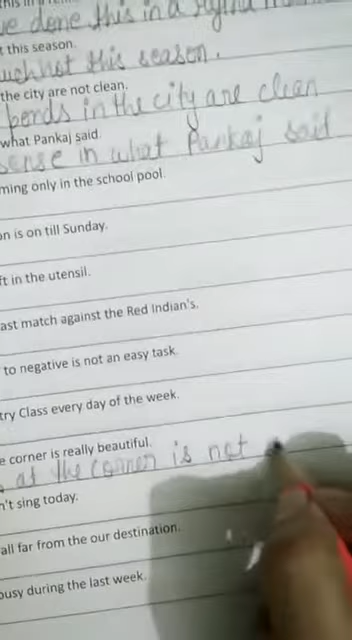 this in a
done this in a
t this season.
uch hot this season.
the city are not clean.
ponds in the city are clean
what Pankaj said.
sense in what Pankaj said
ming only in the school pool.
on is on till Sunday.
ft in the utensil.
ast match against the Red Indian's.
to negative is not an easy task.
try Class every day of the week.
e corner is really beautiful.
at the corner is not
n't sing today.
all far from the our destination.
ousy during the last week.